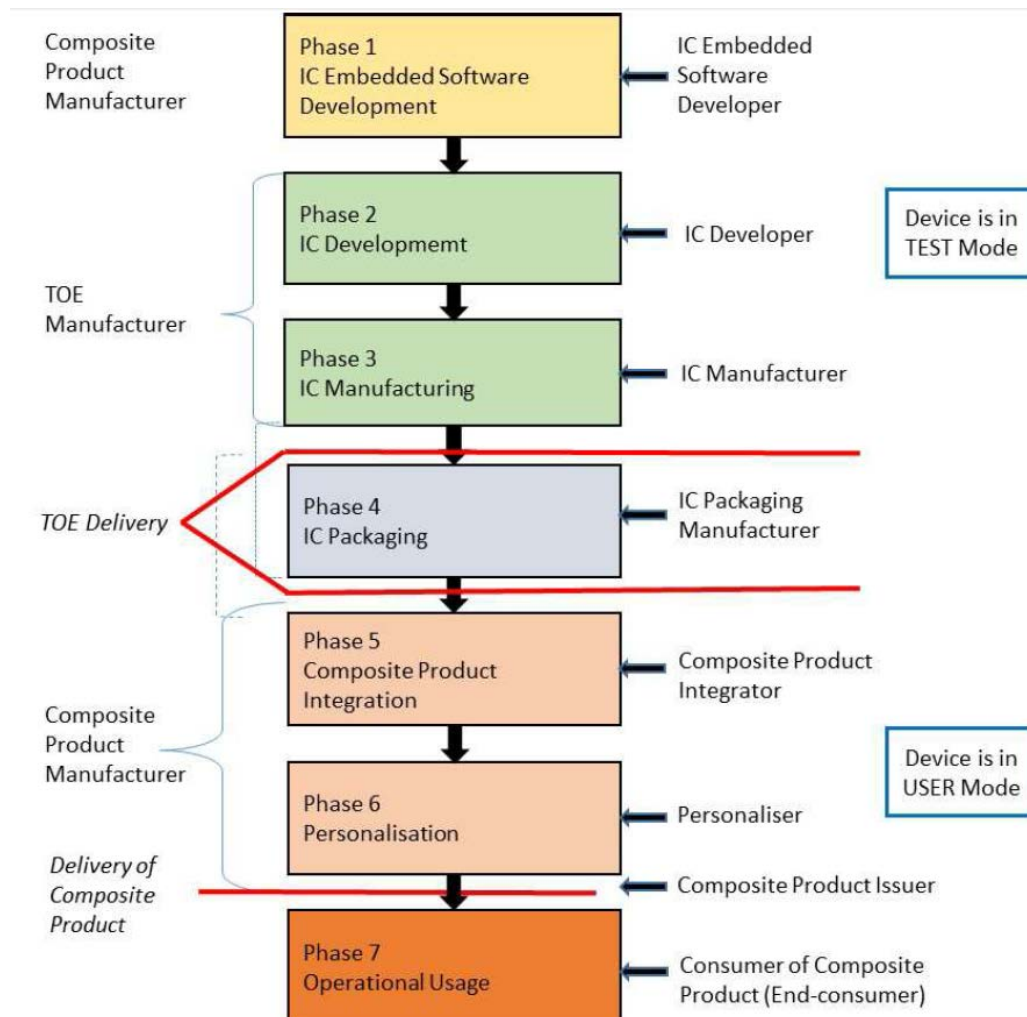 Composite
Product
Manufacturer
Phase 1
IC Embedded Software
Development
IC Embedded
Software
Developer
Phase 2
IC Developmemt
IC Developer
Device is in
TEST Mode
TOE
Manufacturer
Phase 3
IC Manufacturing
IC Manufacturer
TOE Delivery
Phase 4
IC Packaging
IC Packaging
Manufacturer
Phase 5
Composite Product
Integration
Composite Product
Integrator
Composite
Product
Manufacturer
Device is in
USER Mode
Phase 6
Personalisation
Personaliser
Delivery of
Composite
Product
Composite Product Issuer
Phase 7
Operational Usage
Consumer of Composite
Product (End-consumer)